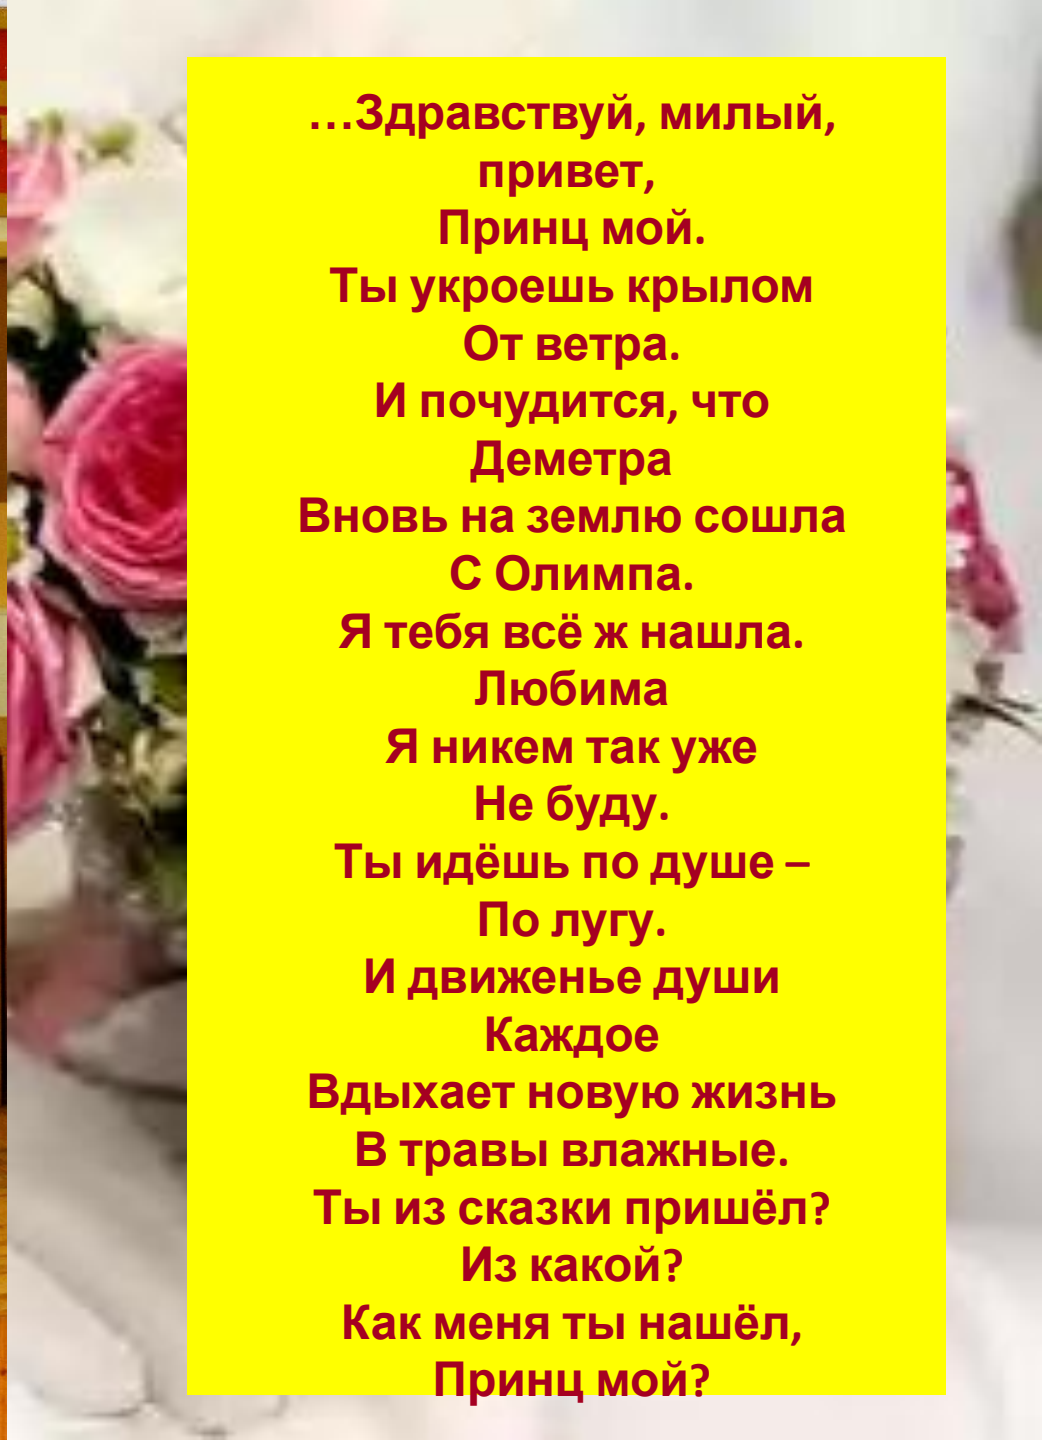 …Здравствуй, милый,
привет,
Принц мой.
Ты укроешь крылом
От ветра.
И почудится, что
Деметра
Вновь на землю сошла
С Олимпа.
Я тебя всё ж нашла.
Любима
Я никем так уже
Не буду.
Ты идёшь по душе –
По лугу.
И движенье души
Каждое
Вдыхает новую жизнь
В травы влажные.
Ты из сказки пришёл?
Из какой?
Как меня ты нашёл,
Принц мой?